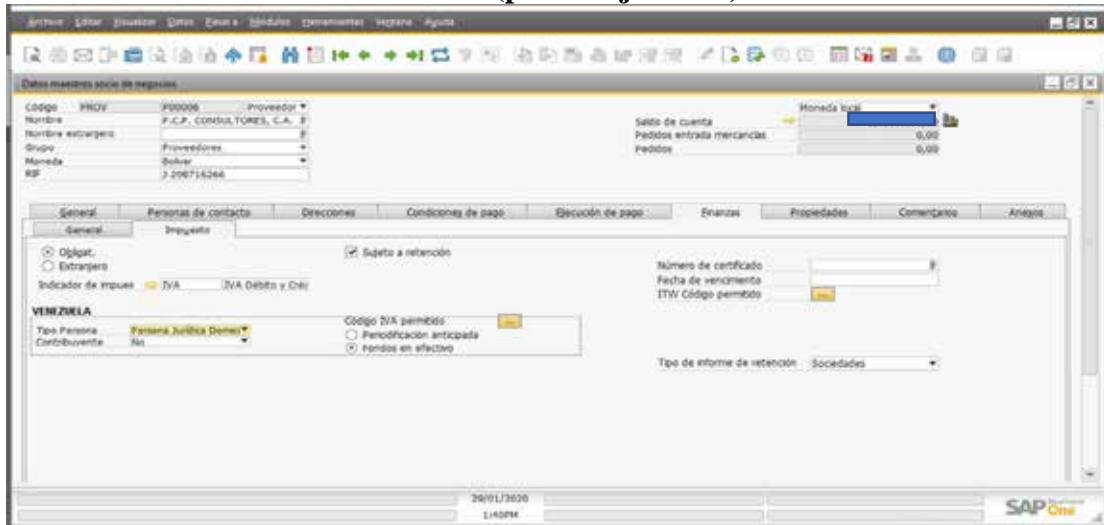 Archivo Editar Visualizar Datos Pasar a Módulos Herramientas Ventana Ayuda
Datos maestros socio de negocios
Código PROV P00006 Proveedor
Nombre P.C.P. CONSULTORES, C.A.
Nombre extranjero
Grupo Proveedores
Moneda Bolívar
RIF
Moneda local
Saldo de cuenta
Pedidos entrada mercancías 0,00
Pedidos 0,00
General Personas de contacto Direcciones Condiciones de pago Ejecución de pago Finanzas Propiedades Comentarios Anexos
General Impuesto
Obligat.
Extranjero
Indicador de impues IVA IVA Débito y Créc
Sujeto a retención
Número de certificado
Fecha de vencimiento
ITW Código permitido
VENEZUELA
Tipo Persona Persona Jurídica Domes
Contribuyente No
Código IVA permitido
Periodificación anticipada
Fondos en efectivo
Tipo de informe de retención Sociedades
29/01/2020
1:40PM
SAP Business One